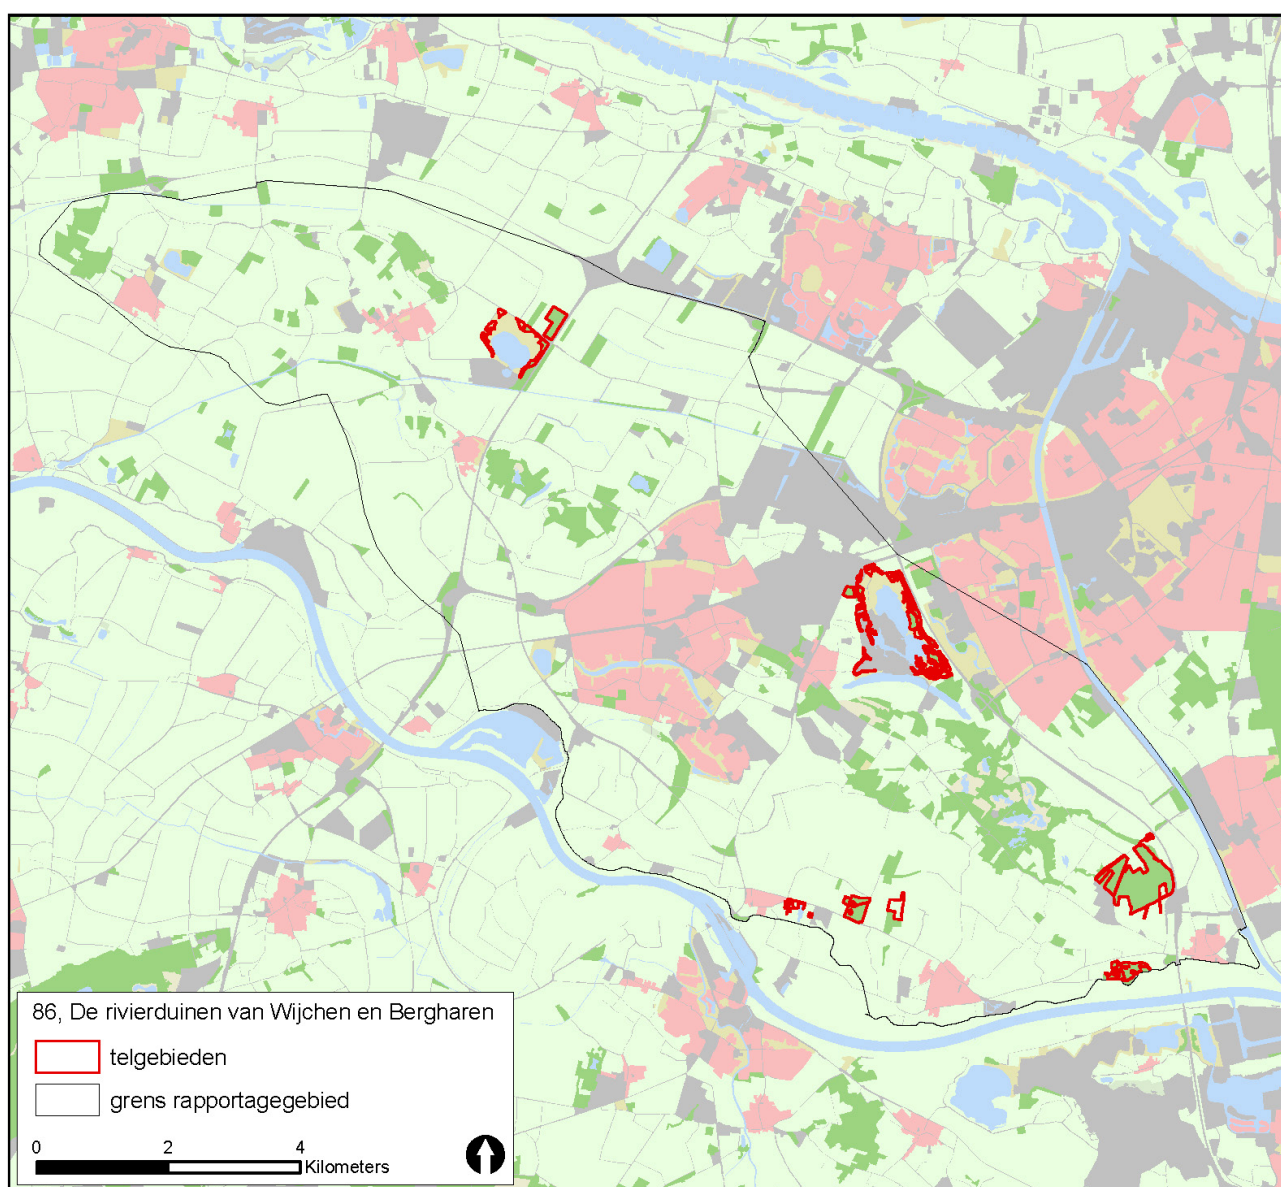 86, De rivierduinen van Wijchen en Bergharen
telgebieden
grens rapportagegebied
0 2 4
Kilometers